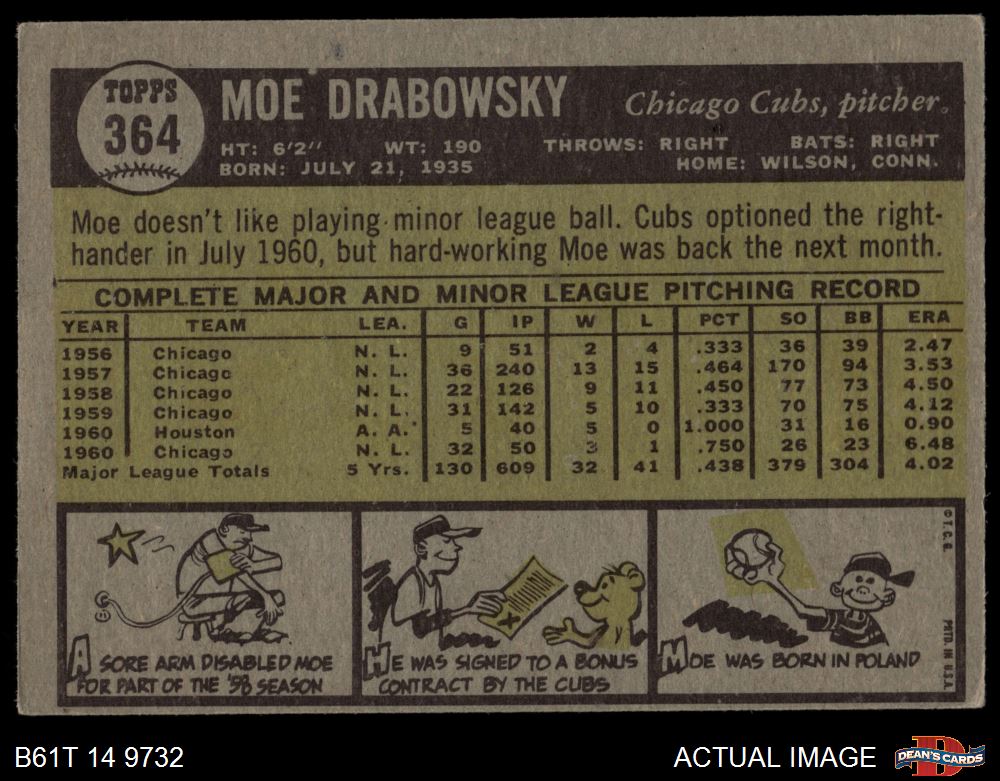 TOPPS
364
MOE DRABOWSKY Chicago Cubs, pitcher.
HT: 6'2" WT: 190 THROWS: RIGHT BATS: RIGHT
BORN: JULY 21, 1935 HOME: WILSON, CONN.
Moe doesn't like playing minor league ball. Cubs optioned the right-
hander in July 1960, but hard-working Moe was back the next month.
COMPLETE MAJOR AND MINOR LEAGUE PITCHING RECORD
YEAR TEAM LEA. G IP W L PCT SO BB ERA
1956 Chicago N. L. 9 51 2 4 .333 36 39 2.47
1957 Chicago N. L. 36 240 13 15 .464 170 94 3.53
1958 Chicago N. L. 22 126 9 11 .450 77 73 4.50
1959 Chicago N. L. 31 142 5 10 .333 70 75 4.12
1960 Houston A. A. 5 40 5 0 1.000 31 16 0.90
1960 Chicago N. L. 32 50 3 1 .750 26 23 6.48
Major League Totals 5 Yrs. 130 609 32 41 .438 379 304 4.02
A SORE ARM DISABLED MOE
FOR PART OF THE '58 SEASON
HE WAS SIGNED TO A BONUS
CONTRACT BY THE CUBS
MOE WAS BORN IN POLAND
© T. C. G.
PRTD. IN U.S.A.
B61T 14 9732 ACTUAL IMAGE
DEAN'S CARDS